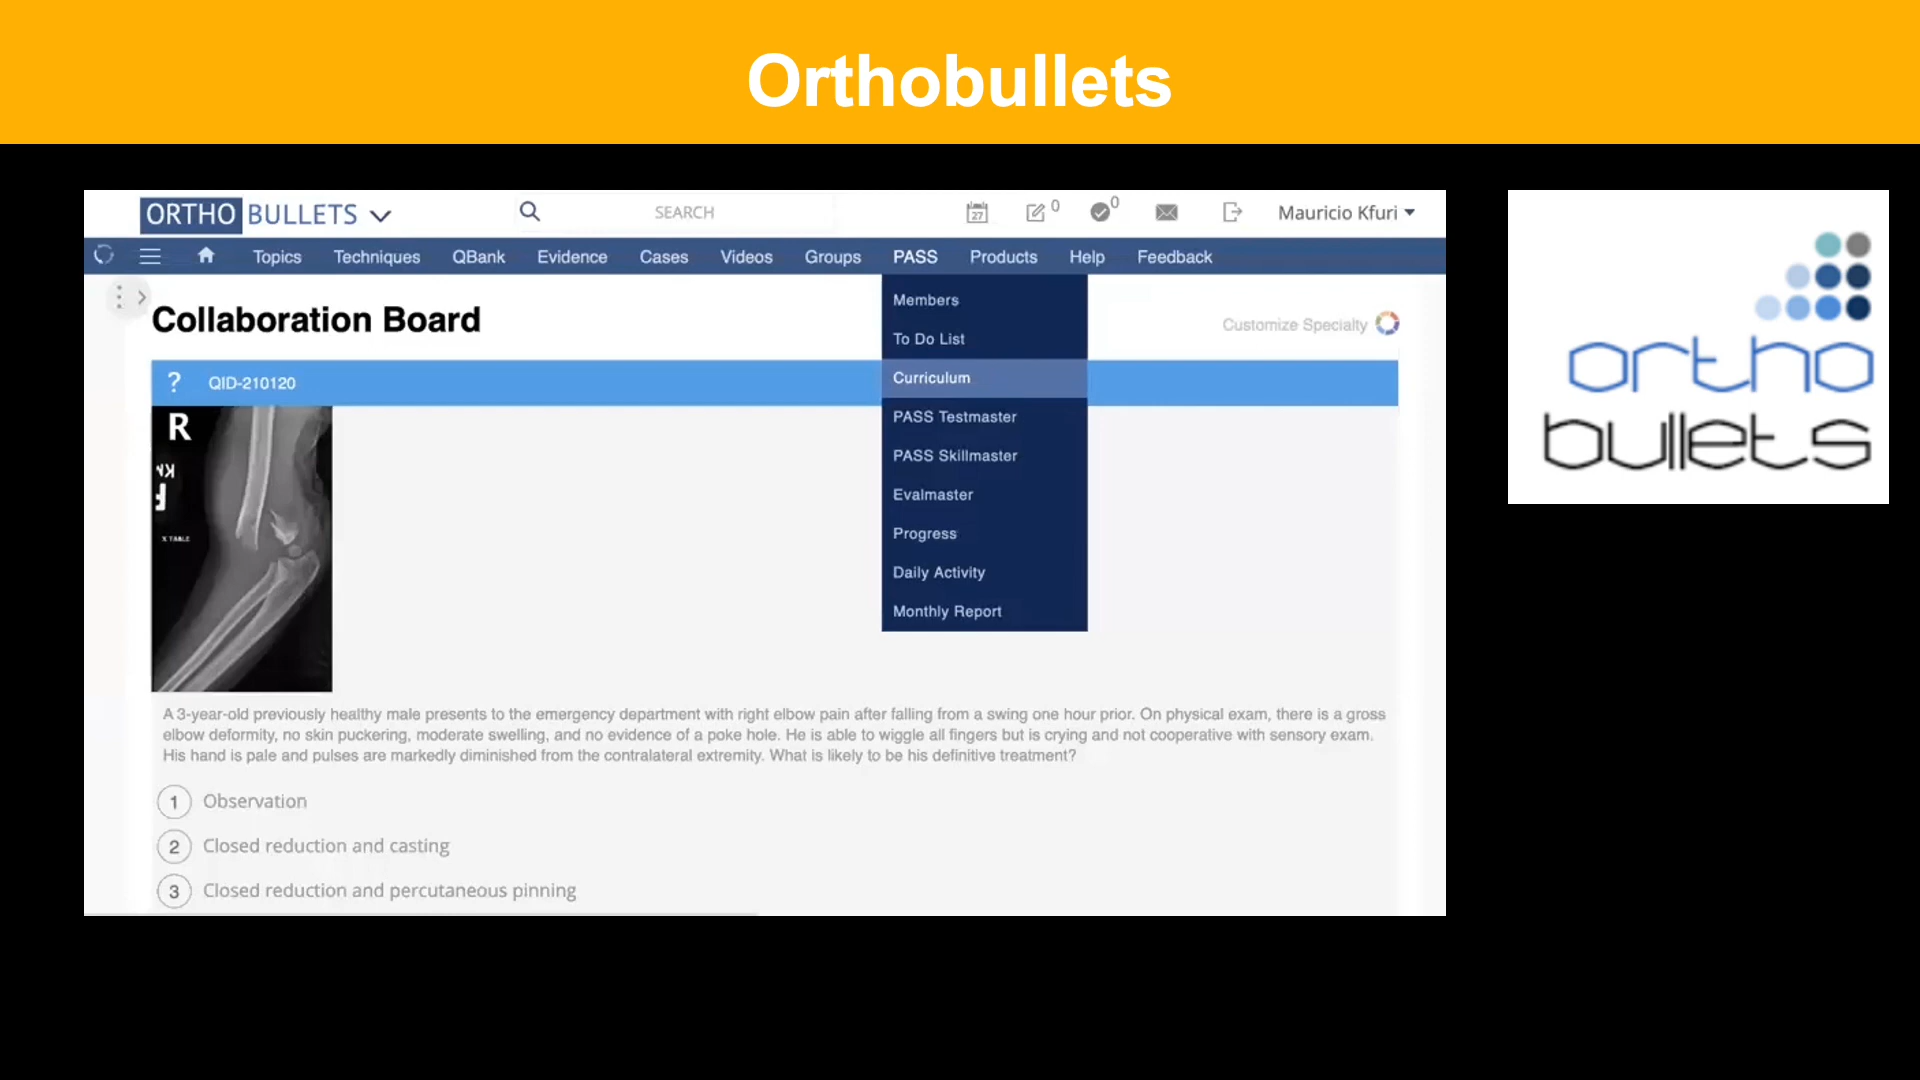 Orthobullets
ORTHO BULLETS
SEARCH
27
0
0
Mauricio Kfuri
Topics Techniques QBank Evidence Cases Videos Groups PASS Products Help Feedback
Members
To Do List
Curriculum
PASS Testmaster
PASS Skillmaster
Evalmaster
Progress
Daily Activity
Monthly Report
Collaboration Board
Customize Specialty
? QID-210120
R
X TABLE
A 3-year-old previously healthy male presents to the emergency department with right elbow pain after falling from a swing one hour prior. On physical exam, there is a gross
elbow deformity, no skin puckering, moderate swelling, and no evidence of a poke hole. He is able to wiggle all fingers but is crying and not cooperative with sensory exam.
His hand is pale and pulses are markedly diminished from the contralateral extremity. What is likely to be his definitive treatment?
1 Observation
2 Closed reduction and casting
3 Closed reduction and percutaneous pinning
ortho
bullets